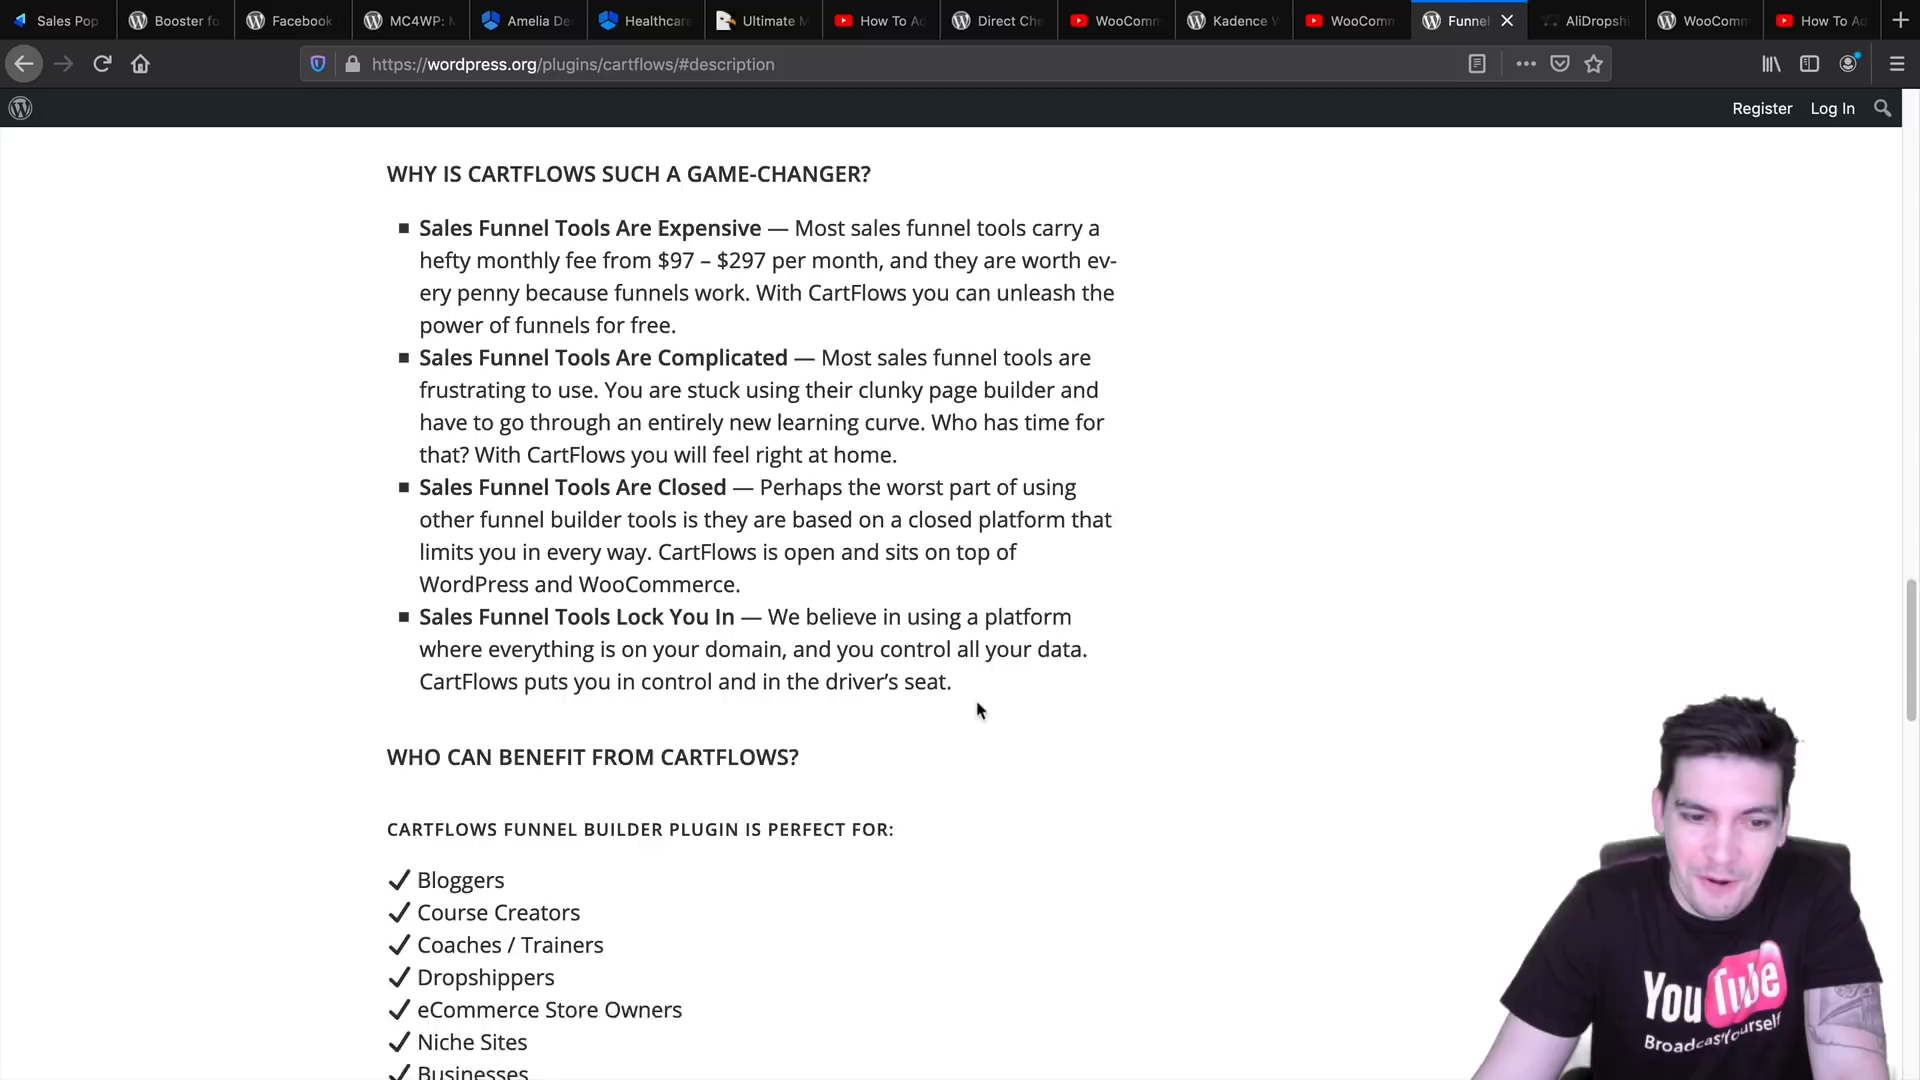 Sales Pop
Booster fo
Facebook
MC4WP: M
Amelia De
Healthcare
Ultimate M
How To Ad
Direct Che
WooComm
Kadence W
WooComm
Funnel
AliDropshi
WooComm
How To Ad
https://wordpress.org/plugins/cartflows/#description
Register Log In
WHY IS CARTFLOWS SUCH A GAME-CHANGER?
Sales Funnel Tools Are Expensive — Most sales funnel tools carry a
hefty monthly fee from $97 – $297 per month, and they are worth ev-
ery penny because funnels work. With CartFlows you can unleash the
power of funnels for free.
Sales Funnel Tools Are Complicated — Most sales funnel tools are
frustrating to use. You are stuck using their clunky page builder and
have to go through an entirely new learning curve. Who has time for
that? With CartFlows you will feel right at home.
Sales Funnel Tools Are Closed — Perhaps the worst part of using
other funnel builder tools is they are based on a closed platform that
limits you in every way. CartFlows is open and sits on top of
WordPress and WooCommerce.
Sales Funnel Tools Lock You In — We believe in using a platform
where everything is on your domain, and you control all your data.
CartFlows puts you in control and in the driver’s seat.
WHO CAN BENEFIT FROM CARTFLOWS?
CARTFLOWS FUNNEL BUILDER PLUGIN IS PERFECT FOR:
✓ Bloggers
✓ Course Creators
✓ Coaches / Trainers
✓ Dropshippers
✓ eCommerce Store Owners
✓ Niche Sites
✓ Businesses
YouTube
Broadcast Yourself